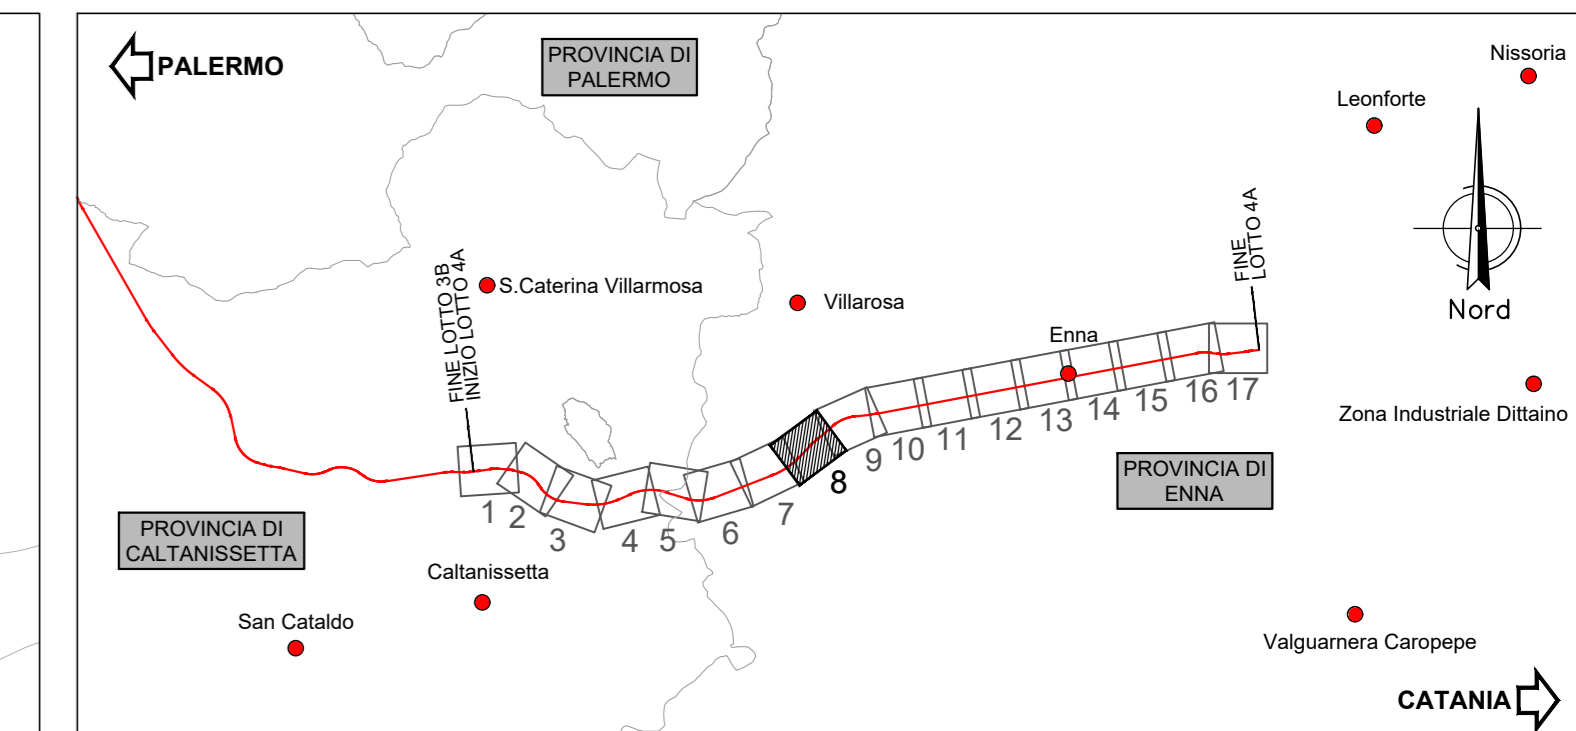 PALERMO
PROVINCIA DI
PALERMO
Nissoria
Leonforte
Nord
FINE LOTTO 3B
INIZIO LOTTO 4A
S.Caterina Villarmosa
Villarosa
FINE
LOTTO 4A
Enna
Zona Industriale Dittaino
1
2
3
4
5
6
7
8
9
10
11
12
13
14
15
16
17
PROVINCIA DI
ENNA
PROVINCIA DI
CALTANISSETTA
Caltanissetta
San Cataldo
Valguarnera Caropepe
CATANIA